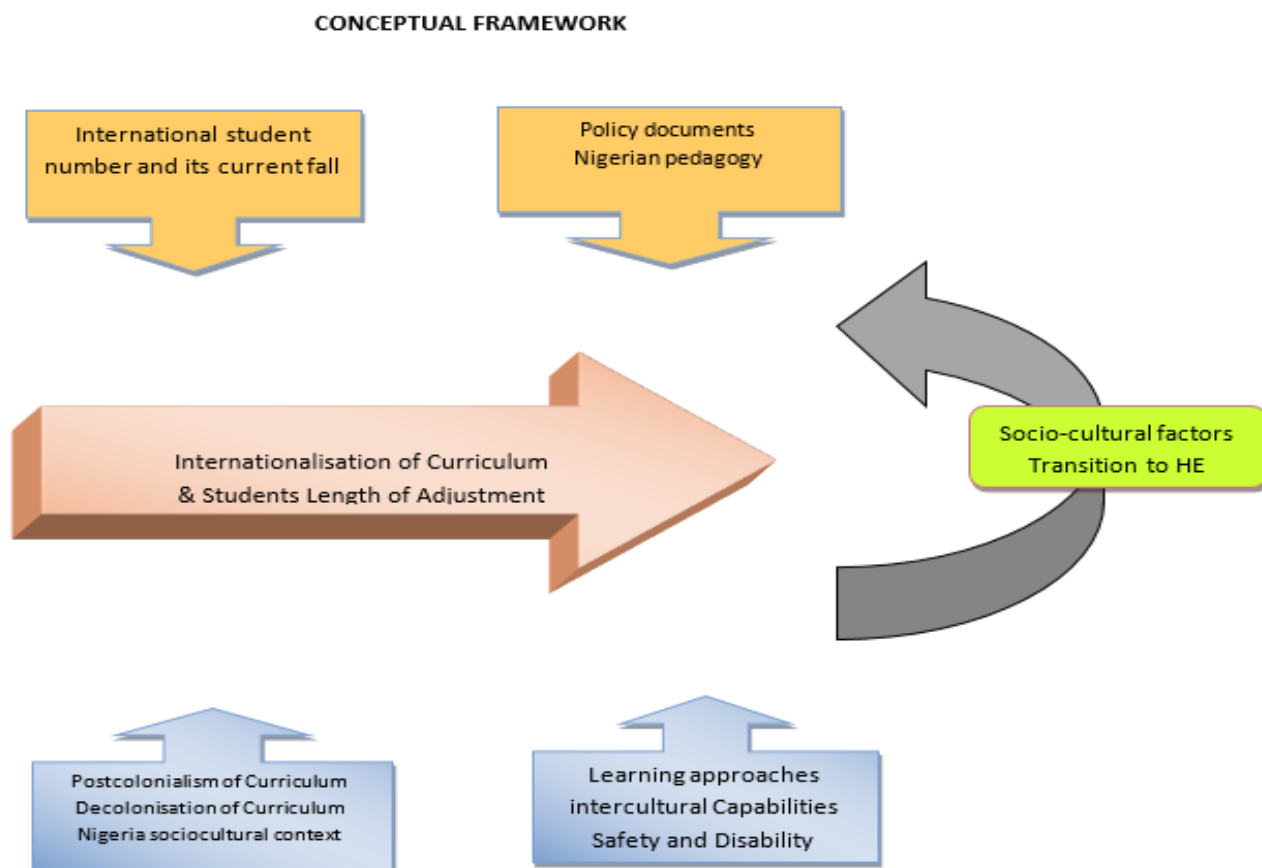 CONCEPTUAL FRAMEWORK
International student
number and its current fall
Policy documents
Nigerian pedagogy
Internationalisation of Curriculum
& Students Length of Adjustment
Socio-cultural factors
Transition to HE
Postcolonialism of Curriculum
Decolonisation of Curriculum
Nigeria sociocultural context
Learning approaches
intercultural Capabilities
Safety and Disability